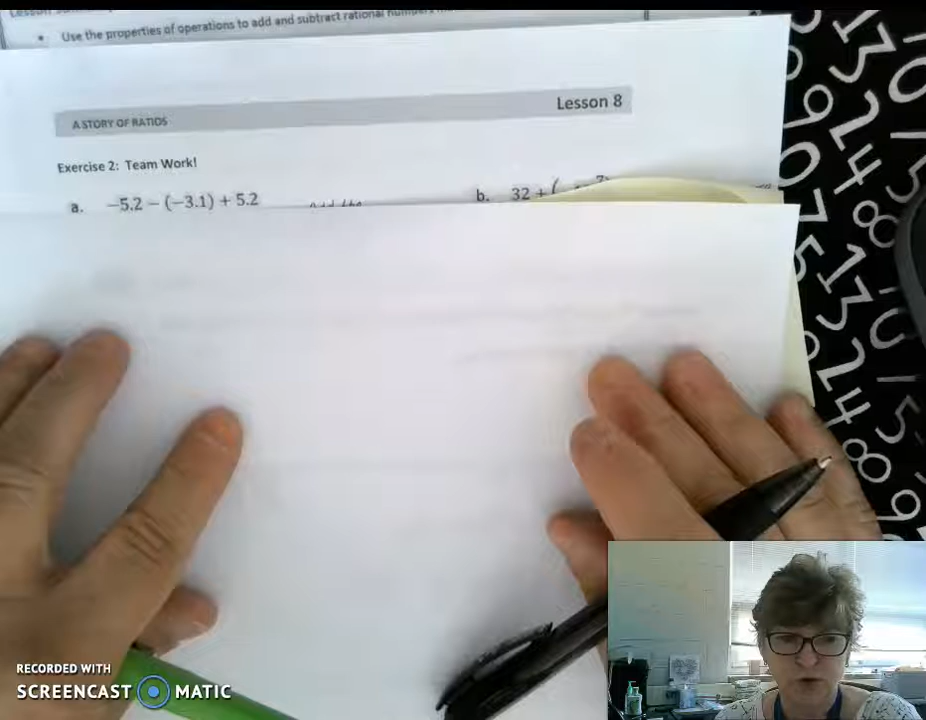 • Use the properties of operations to add and subtract rational
A STORY OF RATIOS
Lesson 8
Exercise 2: Team Work!
a. −5.2 − (−3.1) + 5.2
b. 32 + (
RECORDED WITH
SCREENCAST MATIC